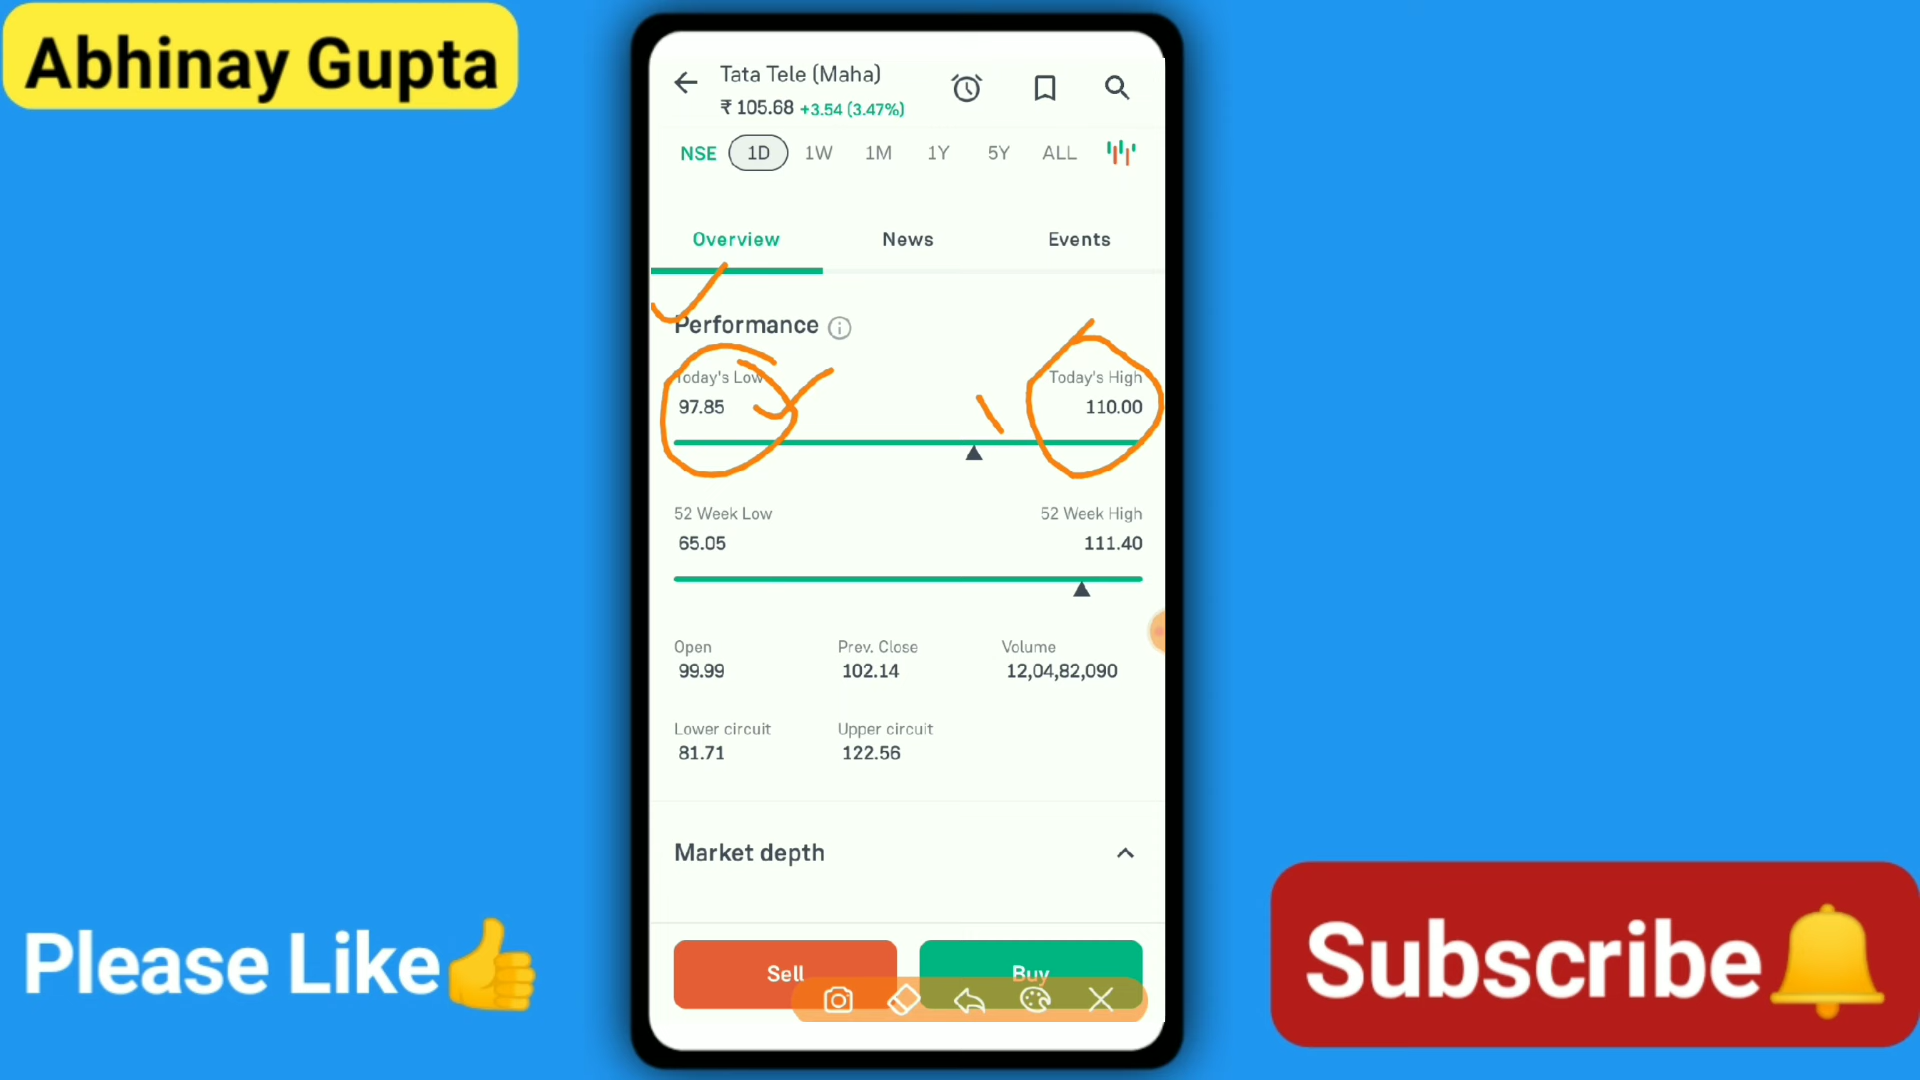 Abhinay Gupta
Tata Tele (Maha)
₹ 105.68 +3.54 (3.47%)
NSE 1D 1W 1M 1Y 5Y ALL
Overview News Events
Performance
Today's Low Today's High
97.85 110.00
52 Week Low 52 Week High
65.05 111.40
Open Prev. Close Volume
99.99 102.14 12,04,82,090
Lower circuit Upper circuit
81.71 122.56
Market depth
Sell Buy
Please Like
Subscribe